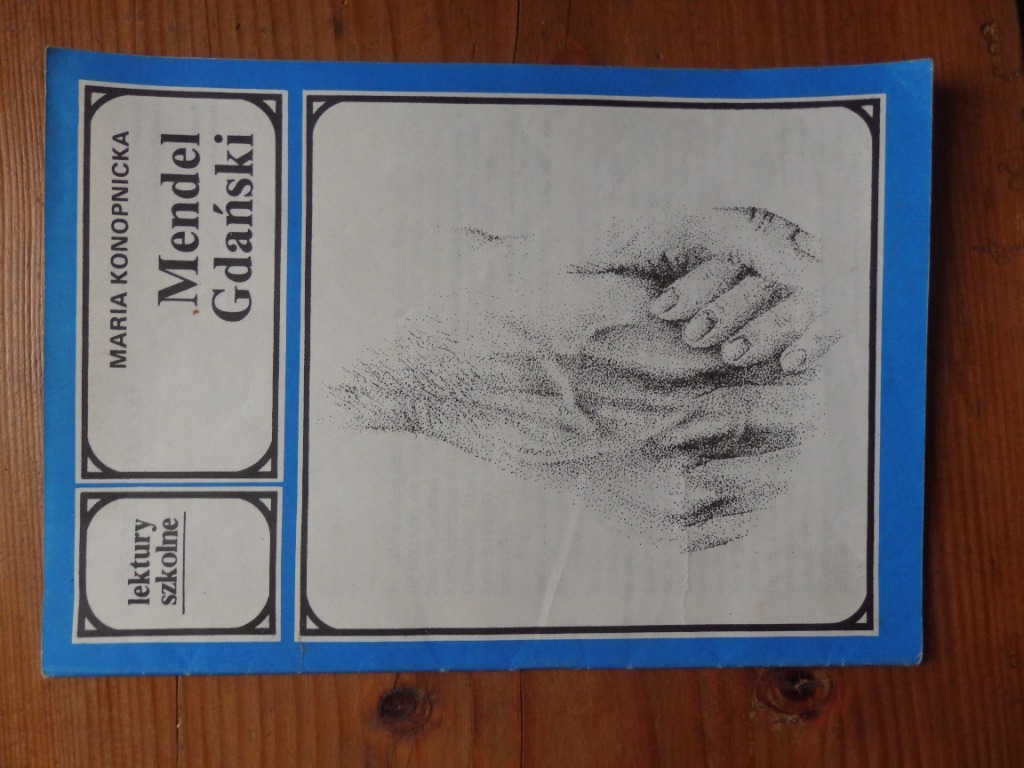 lektury
szkolne
MARIA KONOPNICKA
Mendel
Gdański